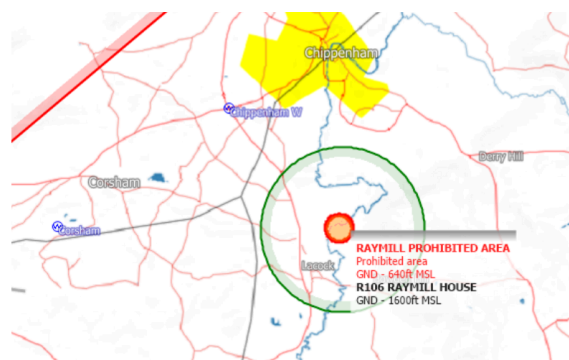 Chippenham
Chippenham W
Derry Hill
Corsham
Corsham
RAYMILL PROHIBITED AREA
Prohibited area
Lacock
GND - 640ft MSL
R106 RAYMILL HOUSE
GND - 1600ft MSL